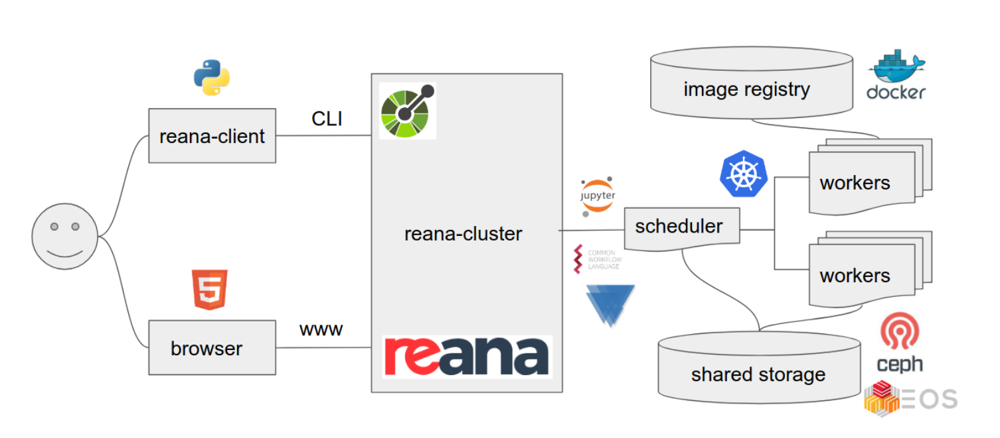 image registry
docker
CLI
reana-client
workers
jupyter
scheduler
reana-cluster
COMMON
WORKFLOW
LANGUAGE
workers
5
www
browser
reana
ceph
shared storage
EOS